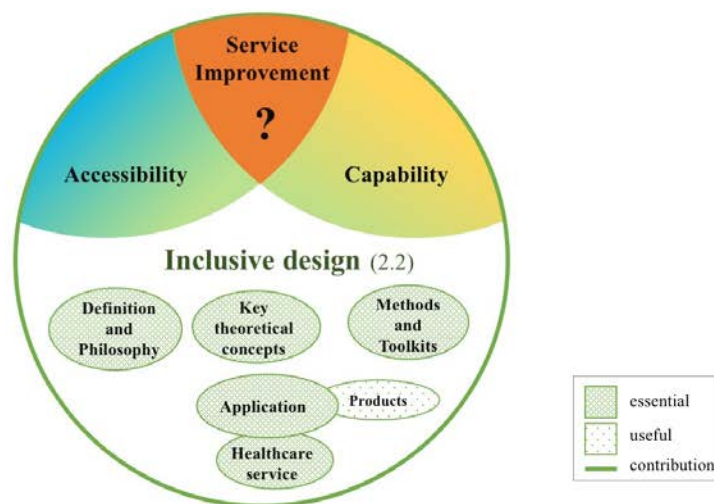 Service
Improvement
?
Accessibility
Capability
Inclusive design (2.2)
Definition
and
Philosophy
Key
theoretical
concepts
Methods
and
Toolkits
Application
Products
Healthcare
service
essential
useful
contribution